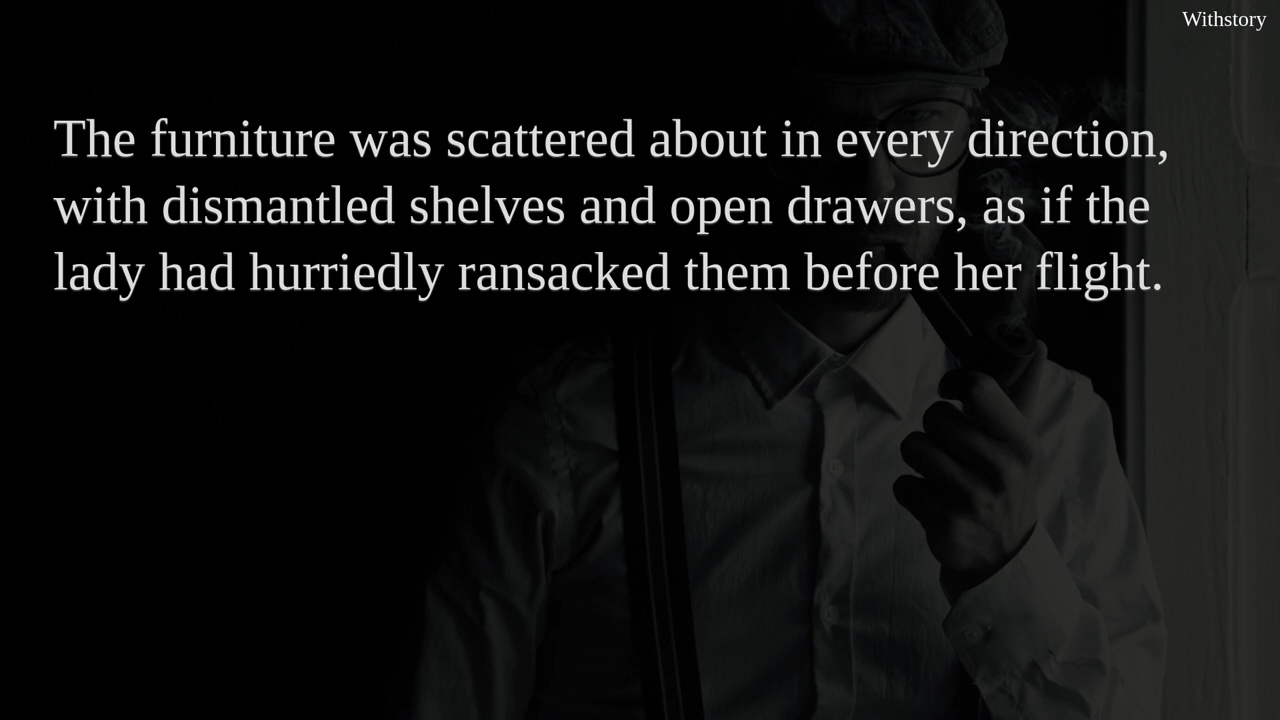 Withstory
The furniture was scattered about in every direction,
with dismantled shelves and open drawers, as if the
lady had hurriedly ransacked them before her flight.